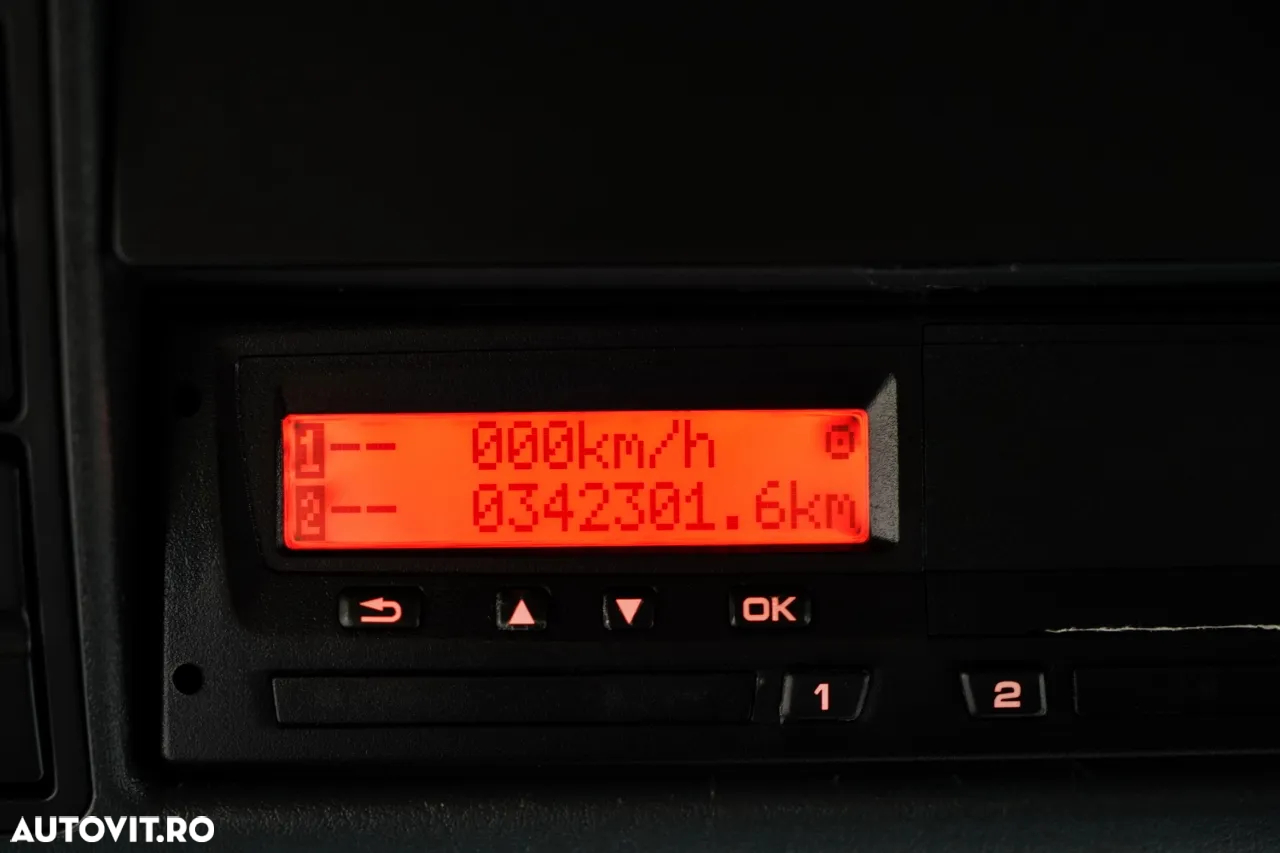 1-- 000km/h
2-- 0342301.6km
OK
1 2
AUTOVIT.RO